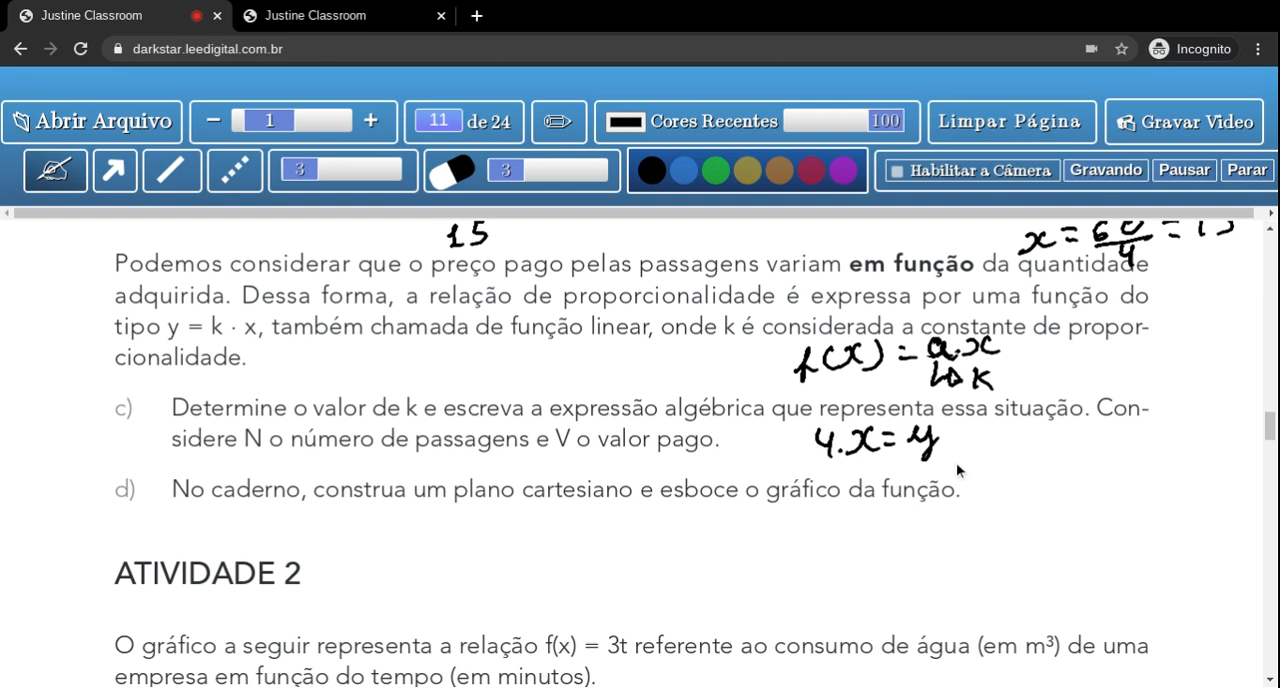 Justine Classroom
Justine Classroom
darkstar.leedigital.com.br
Incognito
Abrir Arquivo
− 1 +
11 de 24
Cores Recentes
100
Limpar Página
Gravar Video
3
3
Habilitar a Câmera
Gravando
Pausar
Parar
15
x = 60/4 = 15
Podemos considerar que o preço pago pelas passagens variam em função da quantidade
adquirida. Dessa forma, a relação de proporcionalidade é expressa por uma função do
tipo y = k · x, também chamada de função linear, onde k é considerada a constante de propor-
cionalidade.
f(x) = a.x
↳ K
c) Determine o valor de k e escreva a expressão algébrica que representa essa situação. Con-
sidere N o número de passagens e V o valor pago.
4.x = y
d) No caderno, construa um plano cartesiano e esboce o gráfico da função.
ATIVIDADE 2
O gráfico a seguir representa a relação f(x) = 3t referente ao consumo de água (em m³) de uma
empresa em função do tempo (em minutos).